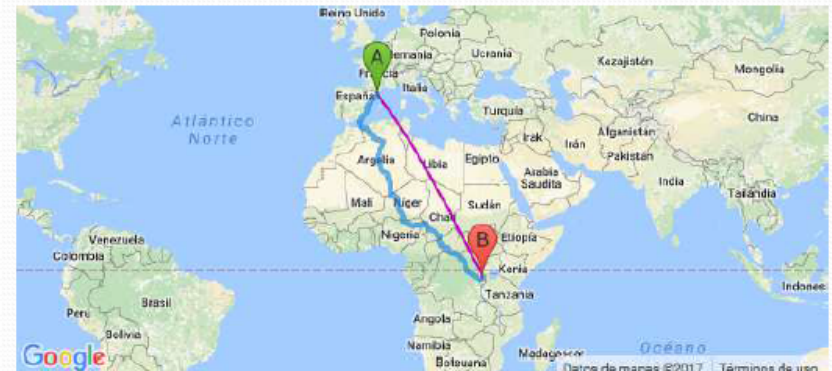 Reino Unido
Polonia
A
Alemania
Ucrania
Francia
Kazajistán
Mongolia
España
Italia
Turquía
China
Atlántico
Norte
Irak
Irán
Afganistán
Pakistán
Argelia
Libia
Egipto
Arabia
Saudita
India
Tailandia
Mali
Níger
Chad
Sudán
Nigeria
B
Etiopía
Venezuela
Colombia
Kenia
Indones
Tanzania
Perú
Brasil
Angola
Bolivia
Namibia
Madagascar
Océano
Google
Botsuana
Datos de mapas ©2017
Términos de uso